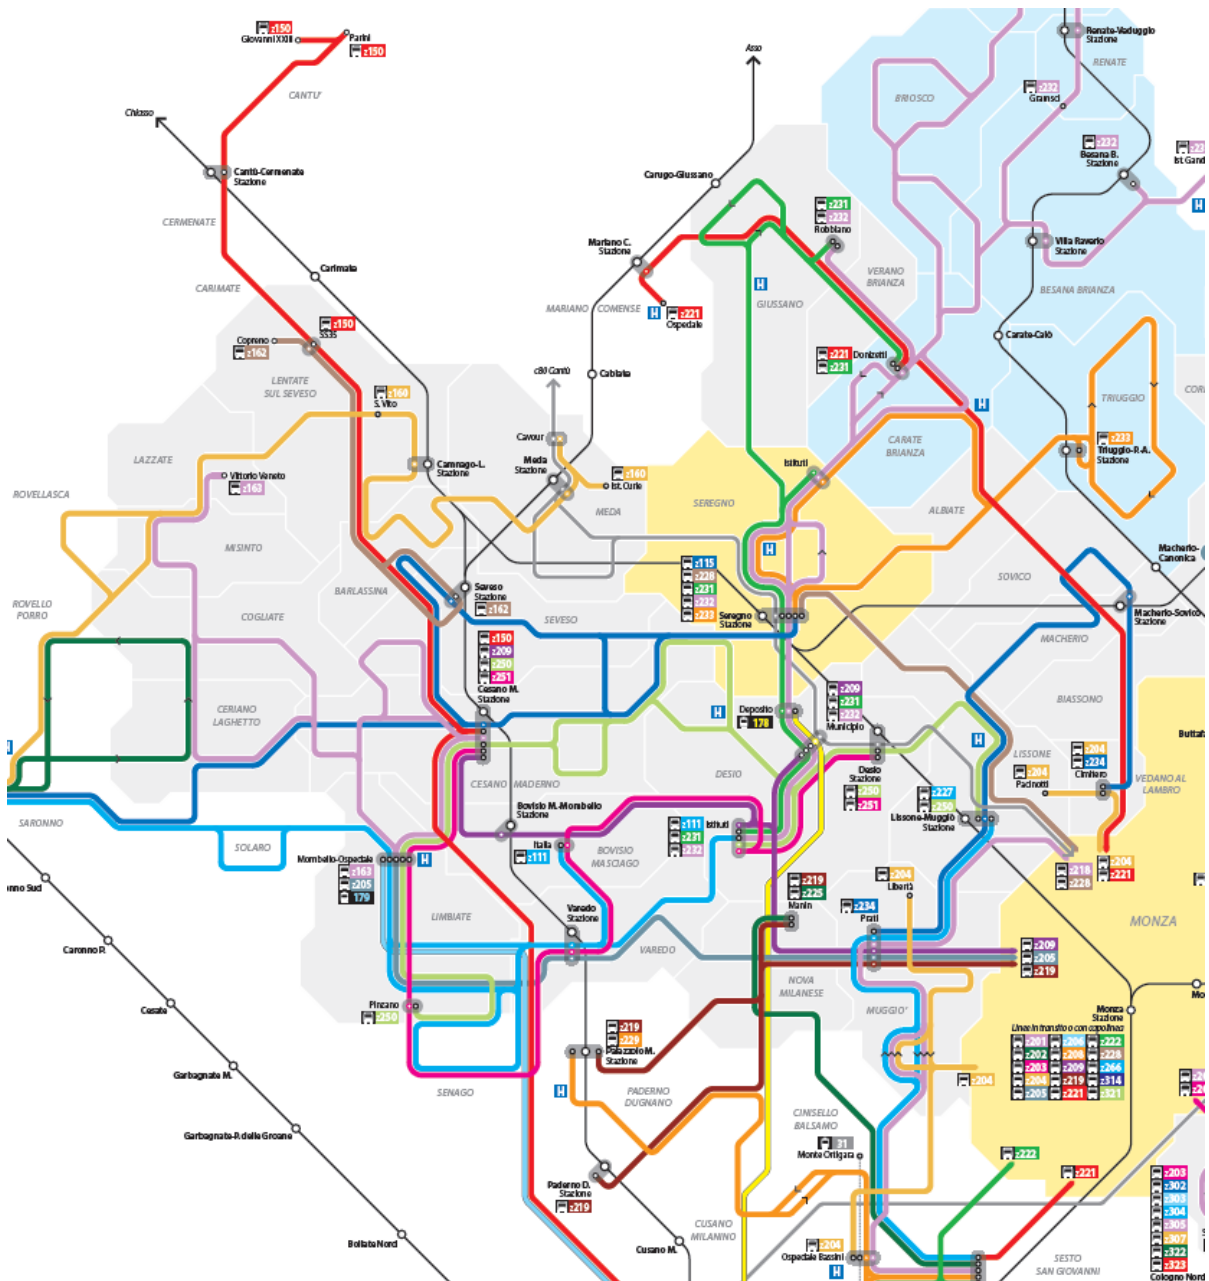 z150
Giovanni XXIII
Parini
z150
CANTU'
Chiasso
Cantù-Cermenate
Stazione
CERMENATE
Carimate
CARIMATE
z150
SS35
Copreno
z162
LENTATE
SUL SEVESO
z160
S. Vito
LAZZATE
Vittorio Veneto
z163
ROVELLASCA
MISINTO
Camnago-L.
Stazione
ROVELLO
PORRO
COGLIATE
BARLASSINA
Seveso
Stazione
z162
SEVESO
CERIANO
LAGHETTO
z150
z209
z250
z251
Cesano M.
Stazione
CESANO MADERNO
Asso
Carugo-Giussano
Mariano C.
Stazione
MARIANO COMENSE
H
z221
Ospedale
c80 Cantù
Cabiate
Cavour
Meda
Stazione
z160
Ist. Curie
MEDA
H
GIUSSANO
z231
z232
Robbiano
VERANO
BRIANZA
z221
z231
Donizetti
H
CARATE
BRIANZA
Istituti
SEREGNO
H
z115
z228
z231
z232
z233
Seregno
Stazione
ALBIATE
BRIOSCO
Renate-Veduggio
Stazione
RENATE
z232
Gramsci
z232
Besana B.
Stazione
Ist. Gand
H
Villa Raverio
Stazione
BESANA BRIANZA
Carate-Calò
TRIUGGIO
z233
Triuggio-P.-A.
Stazione
SOVICO
Macherio-
Canonica
Macherio-Sovico
Stazione
MACHERIO
BIASSONO
H
Deposito
178
z209
z231
z232
Municipio
DESIO
Desio
Stazione
z250
z251
H
LISSONE
z204
Pacinotti
z204
z234
Cimitero
VEDANO AL
LAMBRO
z227
z250
Lissone-Muggiò
Stazione
z218
z228
z204
z221
H
SARONNO
SOLARO
Mombello-Ospedale
H
z163
z205
179
Bovisio M.-Mombello
Stazione
Italia
z111
BOVISIO
MASCIAGO
z111
z231
z232
Istituti
z219
z225
Manin
z204
Libertà
z234
Prati
MONZA
LIMBIATE
Varedo
Stazione
VAREDO
z209
z205
z219
Caronno P.
Cesate
Pinzano
z250
NOVA
MILANESE
MUGGIO'
Monza
Stazione
Linee in transito o con capolinea
z201
z206
z222
z202
z208
z228
z203
z209
z266
z204
z219
z314
z205
z221
z321
z204
Garbagnate M.
SENAGO
z219
z229
Palazzolo M.
Stazione
H
PADERNO
DUGNANO
CINISELLO
BALSAMO
Garbagnate-P. delle Groane
31
Monte Ortigara
z222
z221
Paderno D.
Stazione
z219
Bollate Nord
Cusano M.
CUSANO
MILANINO
z204
Ospedale Bassini
H
SESTO
SAN GIOVANNI
z203
z302
z303
z304
z305
z307
z322
z323
Cologno Nord